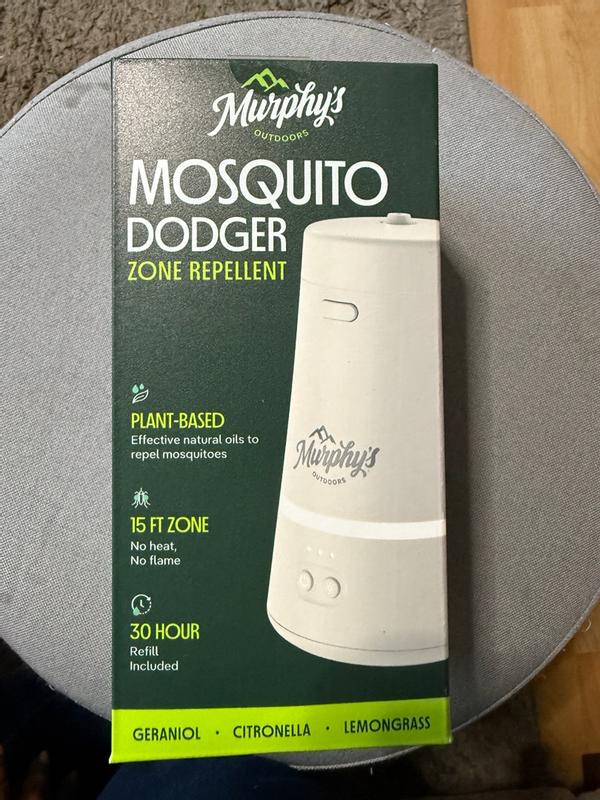 Murphy's
OUTDOORS
MOSQUITO
DODGER
ZONE REPELLENT
PLANT-BASED
Effective natural oils to
repel mosquitoes
15 FT ZONE
No heat,
No flame
30 HOUR
Refill
Included
Murphy's
OUTDOORS
GERANIOL · CITRONELLA · LEMONGRASS